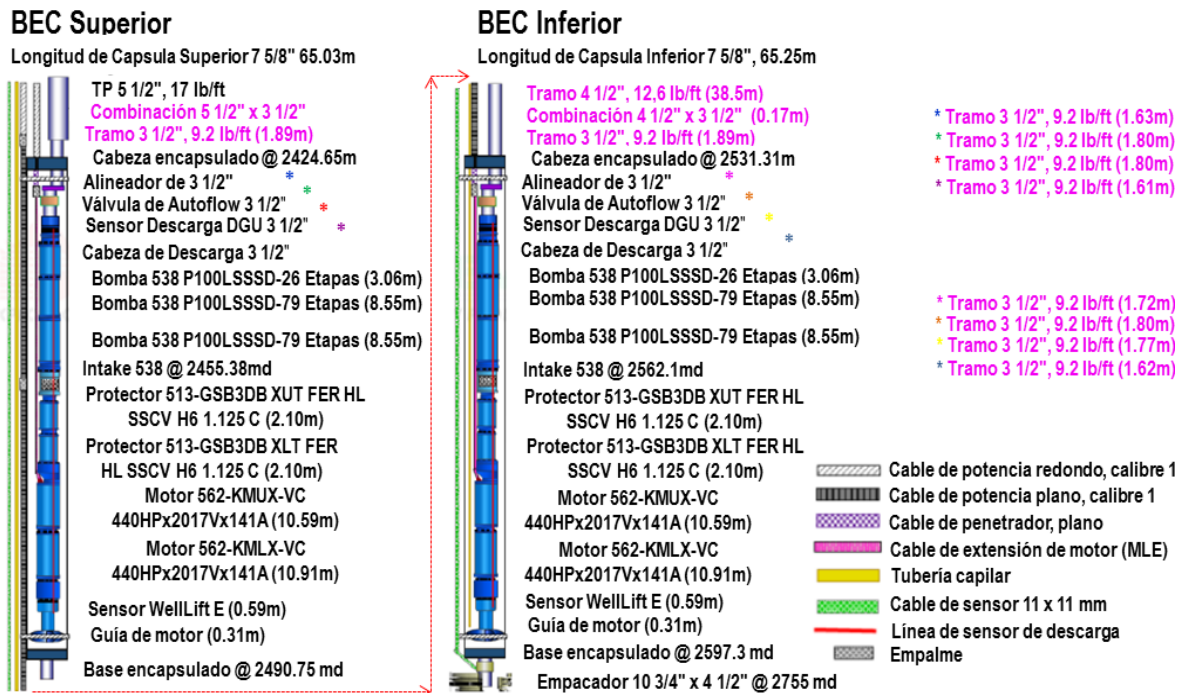 BEC Superior
Longitud de Capsula Superior 7 5/8" 65.03m
TP 5 1/2", 17 lb/ft
Combinación 5 1/2" x 3 1/2"
Tramo 3 1/2", 9.2 lb/ft (1.89m)
Cabeza encapsulado @ 2424.65m
Alineador de 3 1/2" *
Válvula de Autoflow 3 1/2" *
Sensor Descarga DGU 3 1/2" *
*
Cabeza de Descarga 3 1/2"
Bomba 538 P100LSSSD-26 Etapas (3.06m)
Bomba 538 P100LSSSD-79 Etapas (8.55m)
Bomba 538 P100LSSSD-79 Etapas (8.55m)
Intake 538 @ 2455.38md
Protector 513-GSB3DB XUT FER HL
SSCV H6 1.125 C (2.10m)
Protector 513-GSB3DB XLT FER
HL SSCV H6 1.125 C (2.10m)
Motor 562-KMUX-VC
440HPx2017Vx141A (10.59m)
Motor 562-KMLX-VC
440HPx2017Vx141A (10.91m)
Sensor WellLift E (0.59m)
Guía de motor (0.31m)
Base encapsulado @ 2490.75 md
BEC Inferior
Longitud de Capsula Inferior 7 5/8", 65.25m
Tramo 4 1/2", 12,6 lb/ft (38.5m)
Combinación 4 1/2" x 3 1/2" (0.17m)
Tramo 3 1/2", 9.2 lb/ft (1.89m)
Cabeza encapsulado @ 2531.31m
Alineador de 3 1/2" *
Válvula de Autoflow 3 1/2" *
Sensor Descarga DGU 3 1/2" *
*
Cabeza de Descarga 3 1/2"
Bomba 538 P100LSSSD-26 Etapas (3.06m)
Bomba 538 P100LSSSD-79 Etapas (8.55m)
Bomba 538 P100LSSSD-79 Etapas (8.55m)
Intake 538 @ 2562.1md
Protector 513-GSB3DB XUT FER HL
SSCV H6 1.125 C (2.10m)
Protector 513-GSB3DB XLT FER HL
SSCV H6 1.125 C (2.10m)
Motor 562-KMUX-VC
440HPx2017Vx141A (10.59m)
Motor 562-KMLX-VC
440HPx2017Vx141A (10.91m)
Sensor WellLift E (0.59m)
Guía de motor (0.31m)
Base encapsulado @ 2597.3 md
Empacador 10 3/4" x 4 1/2" @ 2755 md
* Tramo 3 1/2", 9.2 lb/ft (1.63m)
* Tramo 3 1/2", 9.2 lb/ft (1.80m)
* Tramo 3 1/2", 9.2 lb/ft (1.80m)
* Tramo 3 1/2", 9.2 lb/ft (1.61m)
* Tramo 3 1/2", 9.2 lb/ft (1.72m)
* Tramo 3 1/2", 9.2 lb/ft (1.80m)
* Tramo 3 1/2", 9.2 lb/ft (1.77m)
* Tramo 3 1/2", 9.2 lb/ft (1.62m)
Cable de potencia redondo, calibre 1
Cable de potencia plano, calibre 1
Cable de penetrador, plano
Cable de extensión de motor (MLE)
Tubería capilar
Cable de sensor 11 x 11 mm
Línea de sensor de descarga
Empalme